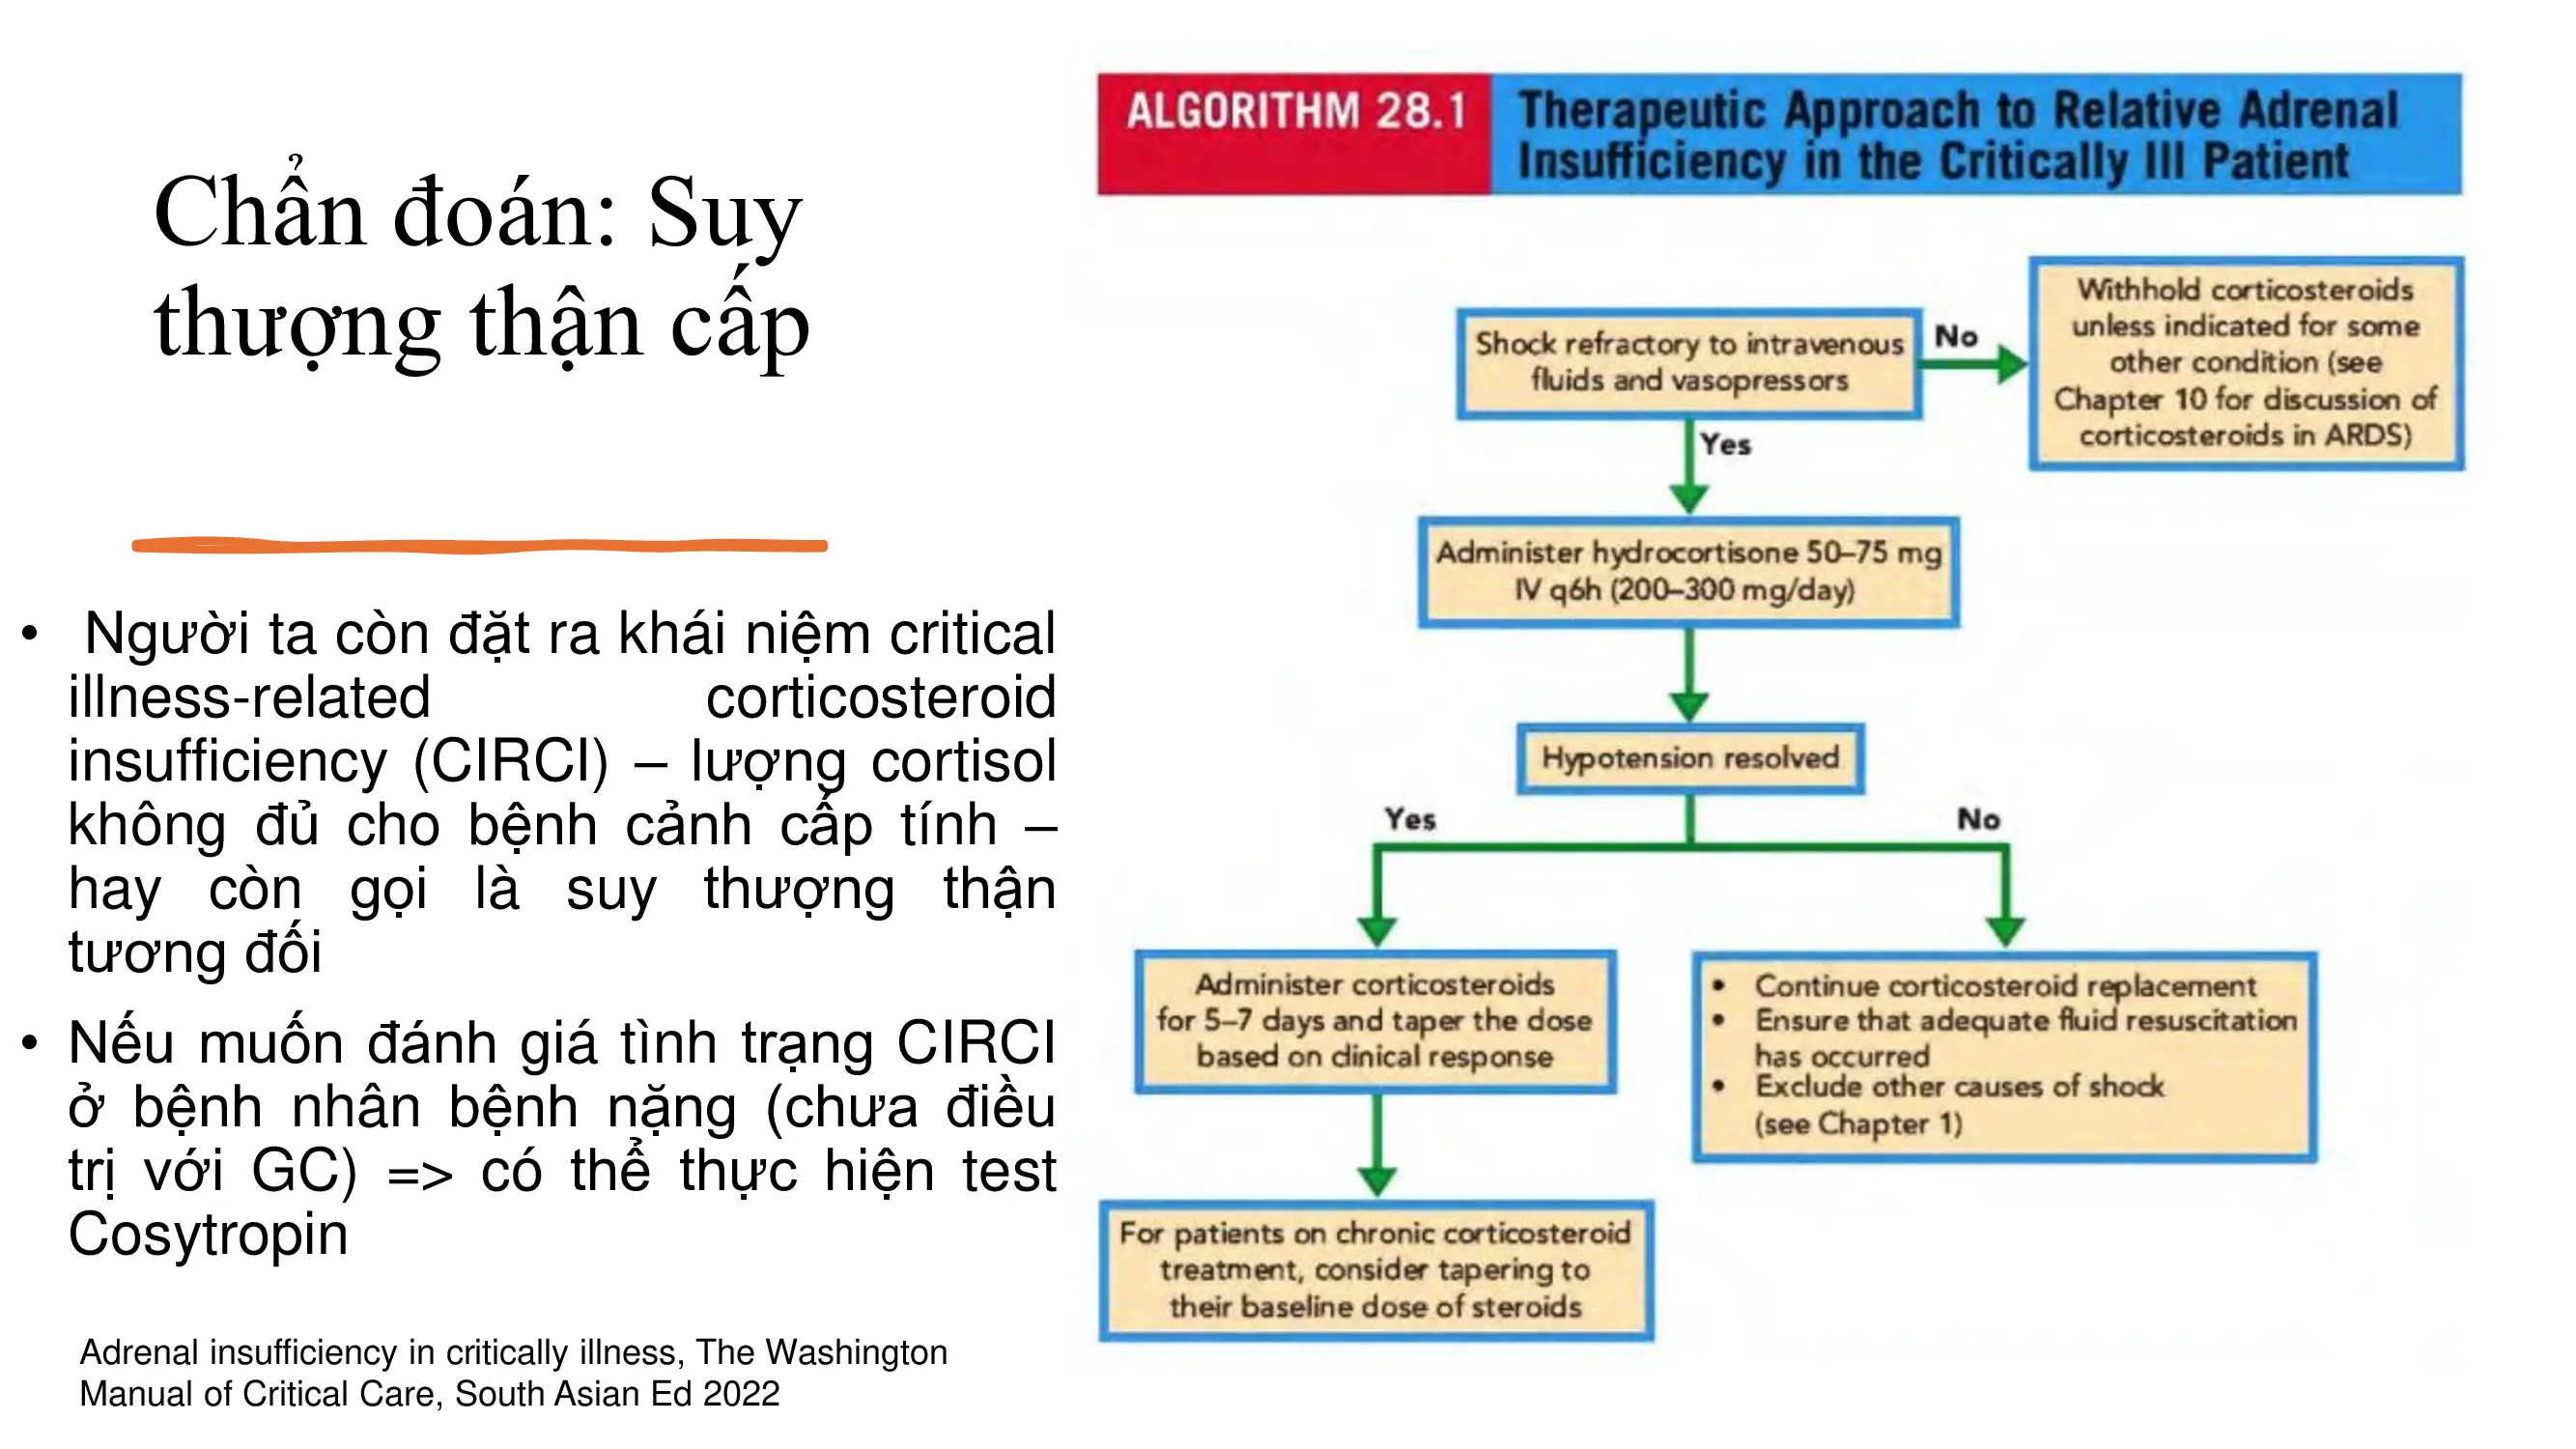 Chẩn đoán: Suy
thượng thận cấp
• Người ta còn đặt ra khái niệm critical
illness-related corticosteroid
insufficiency (CIRCI) – lượng cortisol
không đủ cho bệnh cảnh cấp tính –
hay còn gọi là suy thượng thận
tương đối
• Nếu muốn đánh giá tình trạng CIRCI
ở bệnh nhân bệnh nặng (chưa điều
trị với GC) => có thể thực hiện test
Cosytropin
Adrenal insufficiency in critically illness, The Washington
Manual of Critical Care, South Asian Ed 2022
ALGORITHM 28.1
Therapeutic Approach to Relative Adrenal
Insufficiency in the Critically Ill Patient
Shock refractory to intravenous
fluids and vasopressors
No
Withhold corticosteroids
unless indicated for some
other condition (see
Chapter 10 for discussion of
corticosteroids in ARDS)
Yes
Administer hydrocortisone 50–75 mg
IV q6h (200–300 mg/day)
Hypotension resolved
Yes
No
Administer corticosteroids
for 5–7 days and taper the dose
based on clinical response
• Continue corticosteroid replacement
• Ensure that adequate fluid resuscitation
has occurred
• Exclude other causes of shock
(see Chapter 1)
For patients on chronic corticosteroid
treatment, consider tapering to
their baseline dose of steroids